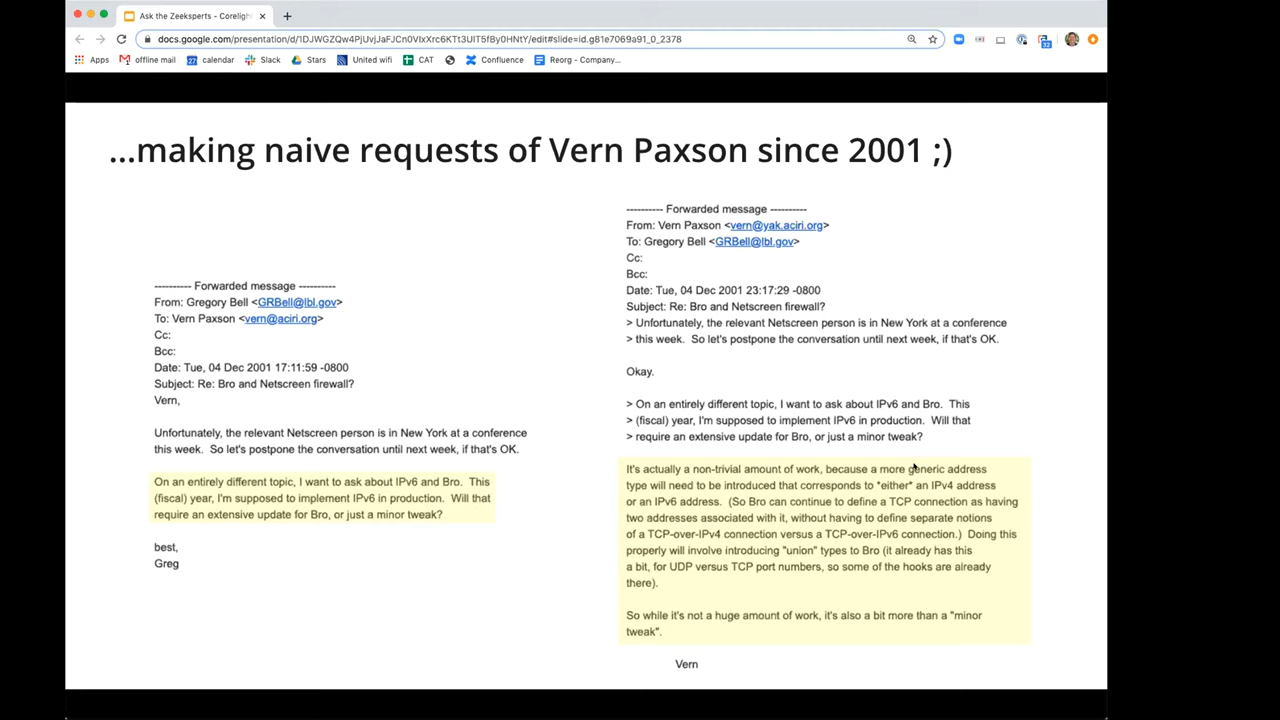 Ask the Zeeksperts - Corelight
docs.google.com/presentation/d/1DJWGZQw4PjUvjJaFJCn0VIxXrc6KTt3UIT5fBy0HNtY/edit#slide=id.g81e7069a91_0_2378
Apps offline mail calendar Slack Stars United wifi CAT Confluence Reorg - Company...
...making naive requests of Vern Paxson since 2001 ;)
---------- Forwarded message ----------
From: Gregory Bell <GRBell@lbl.gov>
To: Vern Paxson <vern@aciri.org>
Cc:
Bcc:
Date: Tue, 04 Dec 2001 17:11:59 -0800
Subject: Re: Bro and Netscreen firewall?
Vern,
Unfortunately, the relevant Netscreen person is in New York at a conference
this week.  So let's postpone the conversation until next week, if that's OK.
On an entirely different topic, I want to ask about IPv6 and Bro.  This
(fiscal) year, I'm supposed to implement IPv6 in production.  Will that
require an extensive update for Bro, or just a minor tweak?
best,
Greg
---------- Forwarded message ----------
From: Vern Paxson <vern@yak.aciri.org>
To: Gregory Bell <GRBell@lbl.gov>
Cc:
Bcc:
Date: Tue, 04 Dec 2001 23:17:29 -0800
Subject: Re: Bro and Netscreen firewall?
> Unfortunately, the relevant Netscreen person is in New York at a conference
> this week.  So let's postpone the conversation until next week, if that's OK.
Okay.
> On an entirely different topic, I want to ask about IPv6 and Bro.  This
> (fiscal) year, I'm supposed to implement IPv6 in production.  Will that
> require an extensive update for Bro, or just a minor tweak?
It's actually a non-trivial amount of work, because a more generic address
type will need to be introduced that corresponds to *either* an IPv4 address
or an IPv6 address.  (So Bro can continue to define a TCP connection as having
two addresses associated with it, without having to define separate notions
of a TCP-over-IPv4 connection versus a TCP-over-IPv6 connection.)  Doing this
properly will involve introducing "union" types to Bro (it already has this
a bit, for UDP versus TCP port numbers, so some of the hooks are already
there).
So while it's not a huge amount of work, it's also a bit more than a "minor
tweak".
Vern